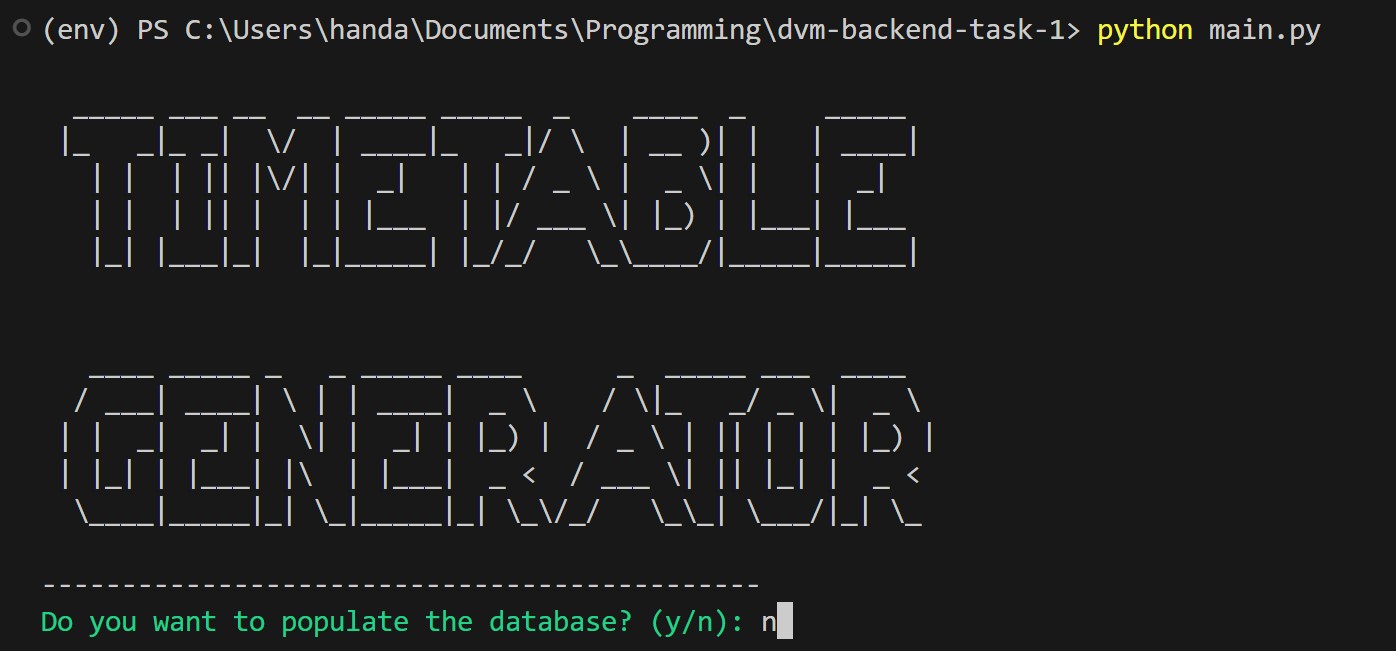 (env) PS C:\Users\handa\Documents\Programming\dvm-backend-task-1> python main.py
TIMETABLE
GENERATOR
---------------------------------------------
Do you want to populate the database? (y/n): n